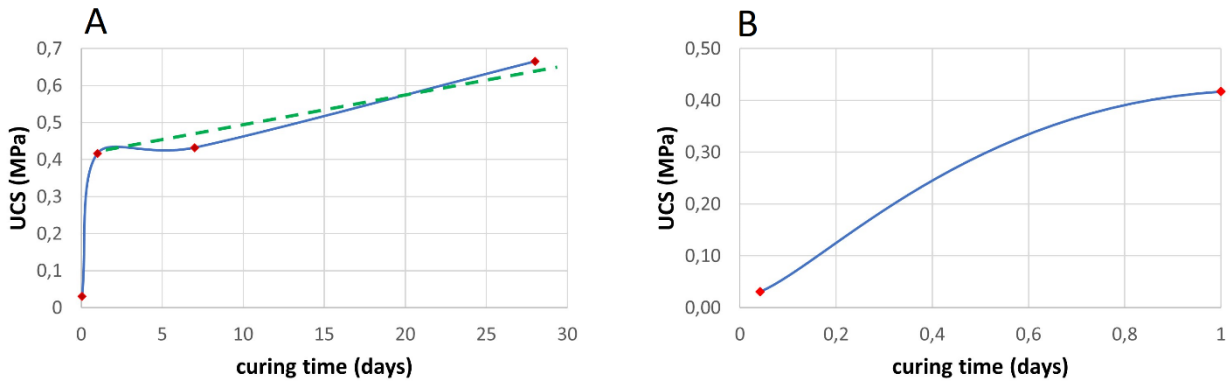 A
0,7
0,6
0,5
0,4
0,3
0,2
0,1
0
UCS (MPa)
0 5 10 15 20 25 30
curing time (days)
B
0,50
0,40
0,30
0,20
0,10
0,00
UCS (MPa)
0 0,2 0,4 0,6 0,8 1
curing time (days)